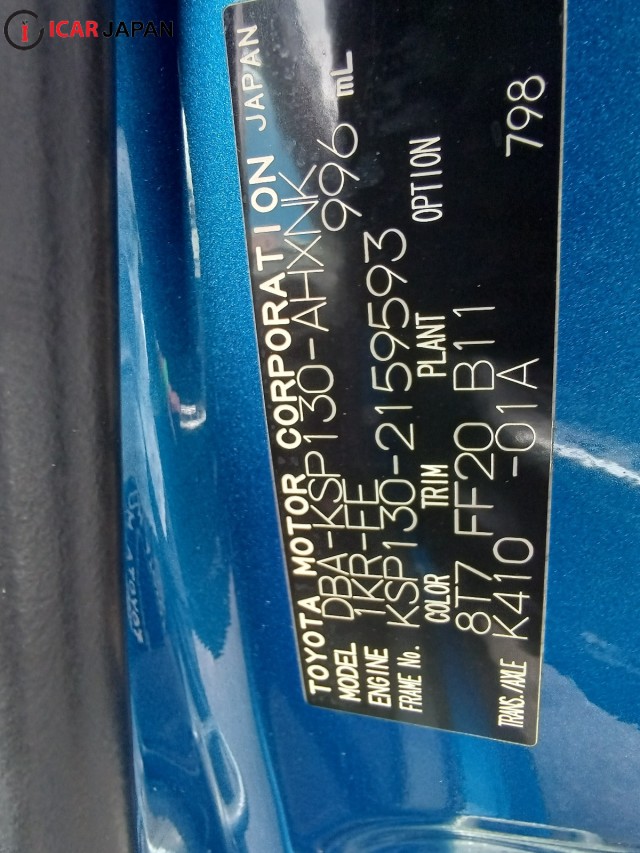 ICARJAPAN
TOYOTA MOTOR CORPORATION JAPAN
MODEL DBA-KSP130-AHXNK
ENGINE 1KR-FE 996 mL
FRAME No. KSP130-2159593
COLOR TRIM PLANT OPTION
8T7 FF20 B11 798
TRANS./AXLE K410 -01A